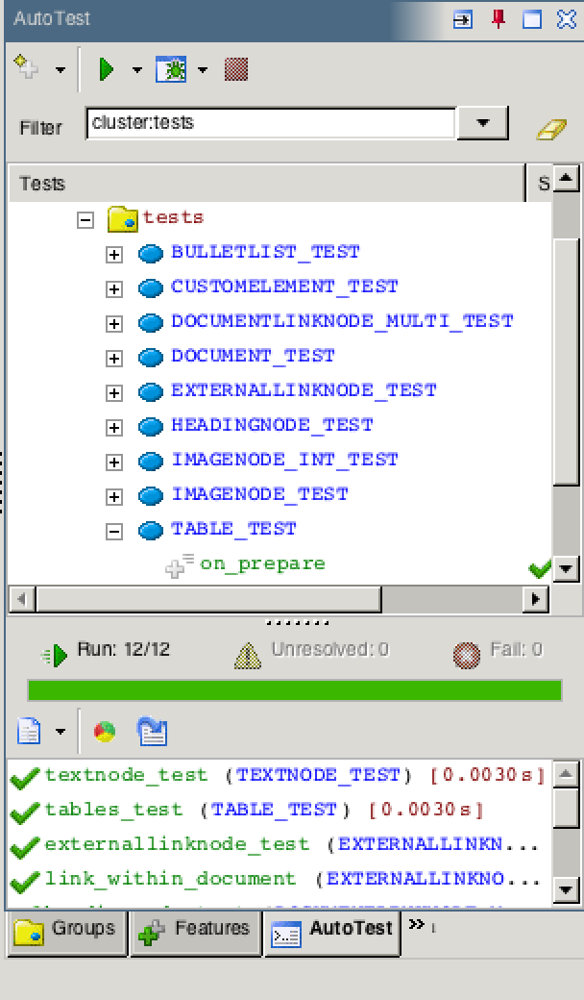 AutoTest
Filter cluster:tests
Tests S
tests
BULLETLIST_TEST
CUSTOMELEMENT_TEST
DOCUMENTLINKNODE_MULTI_TEST
DOCUMENT_TEST
EXTERNALLINKNODE_TEST
HEADINGNODE_TEST
IMAGENODE_INT_TEST
IMAGENODE_TEST
TABLE_TEST
on_prepare
Run: 12/12 Unresolved: 0 Fail: 0
textnode_test (TEXTNODE_TEST) [0.0030s]
tables_test (TABLE_TEST) [0.0030s]
externallinknode_test (EXTERNALLINKN...
link_within_document (EXTERNALLINKNO...
Groups Features AutoTest